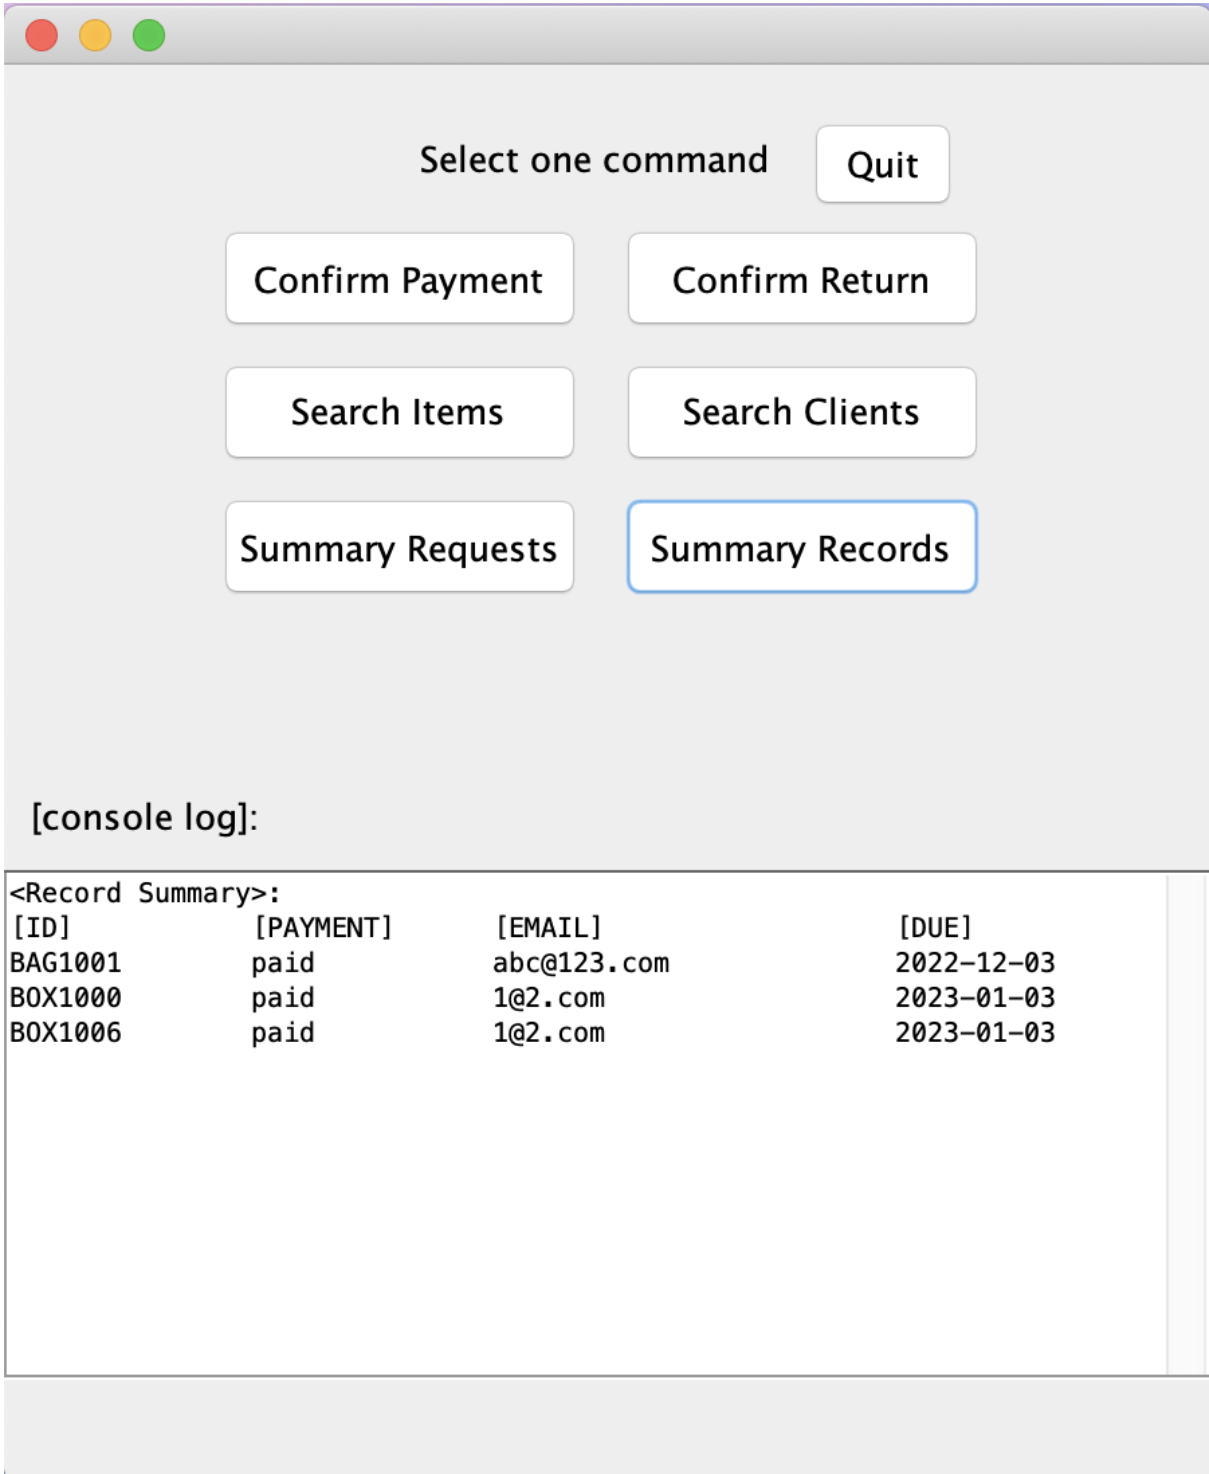 Select one command Quit
Confirm Payment Confirm Return
Search Items Search Clients
Summary Requests Summary Records
[console log]:
<Record Summary>:
[ID] [PAYMENT] [EMAIL] [DUE]
BAG1001 paid abc@123.com 2022-12-03
BOX1000 paid 1@2.com 2023-01-03
BOX1006 paid 1@2.com 2023-01-03